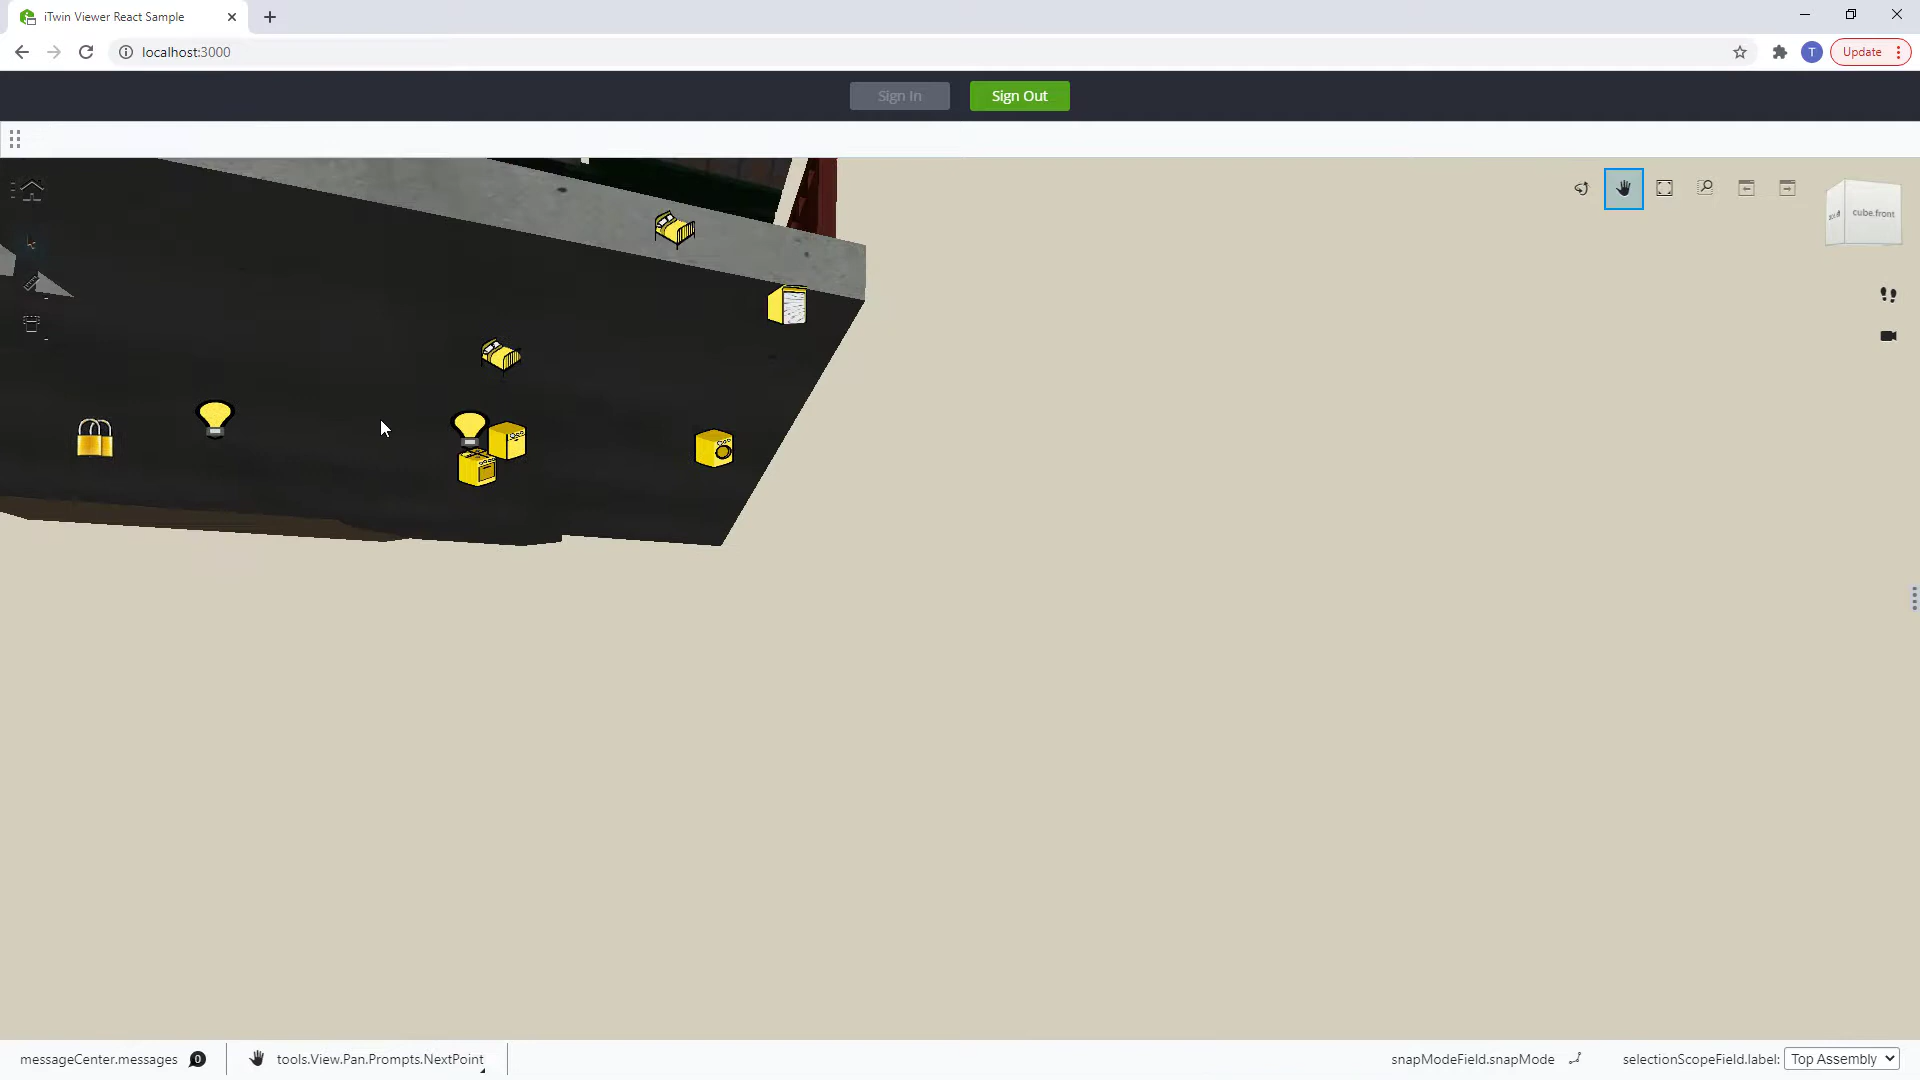 iTwin Viewer React Sample
localhost:3000
Update
T
Sign In
Sign Out
cube.front
messageCenter.messages 0
tools.View.Pan.Prompts.NextPoint
snapModeField.snapMode
selectionScopeField.label: Top Assembly